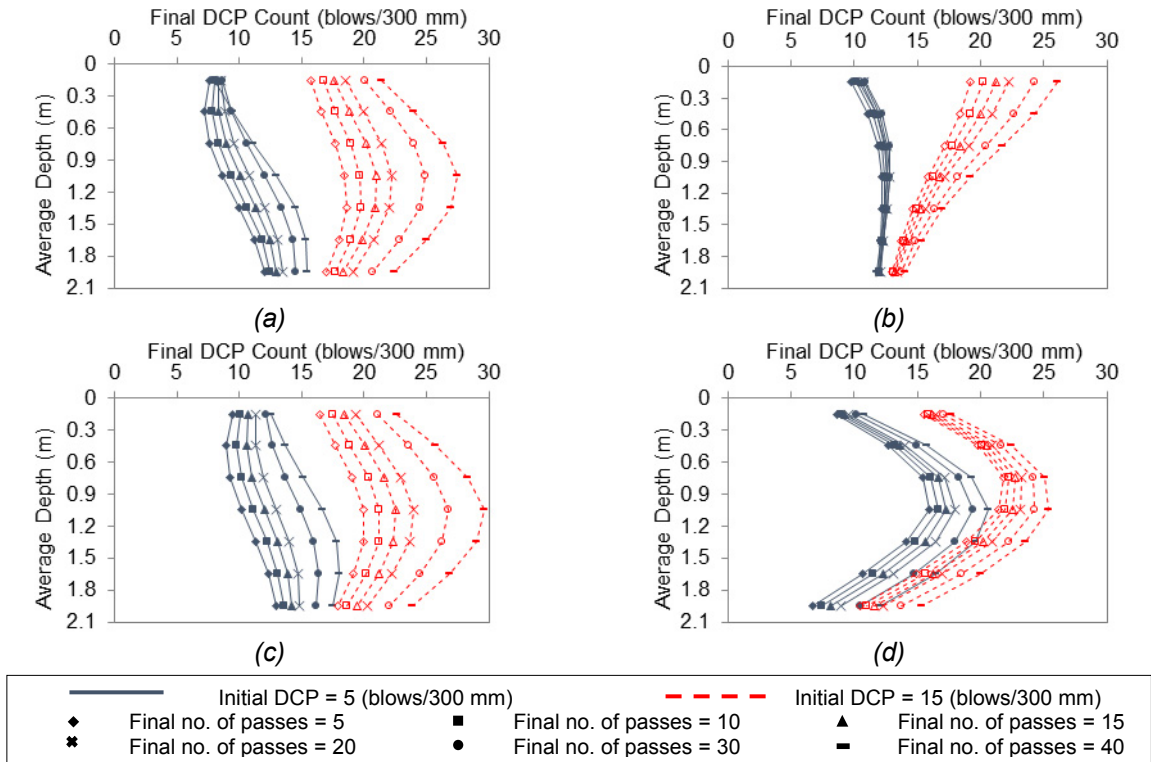 Final DCP Count (blows/300 mm)
0 5 10 15 20 25 30
Average Depth (m)
0
0.3
0.6
0.9
1.2
1.5
1.8
2.1
(a)
Final DCP Count (blows/300 mm)
0 5 10 15 20 25 30
Average Depth (m)
0
0.3
0.6
0.9
1.2
1.5
1.8
2.1
(b)
Final DCP Count (blows/300 mm)
0 5 10 15 20 25 30
Average Depth (m)
0
0.3
0.6
0.9
1.2
1.5
1.8
2.1
(c)
Final DCP Count (blows/300 mm)
0 5 10 15 20 25 30
Average Depth (m)
0
0.3
0.6
0.9
1.2
1.5
1.8
2.1
(d)
Initial DCP = 5 (blows/300 mm) Initial DCP = 15 (blows/300 mm)
Final no. of passes = 5 Final no. of passes = 10 Final no. of passes = 15
Final no. of passes = 20 Final no. of passes = 30 Final no. of passes = 40